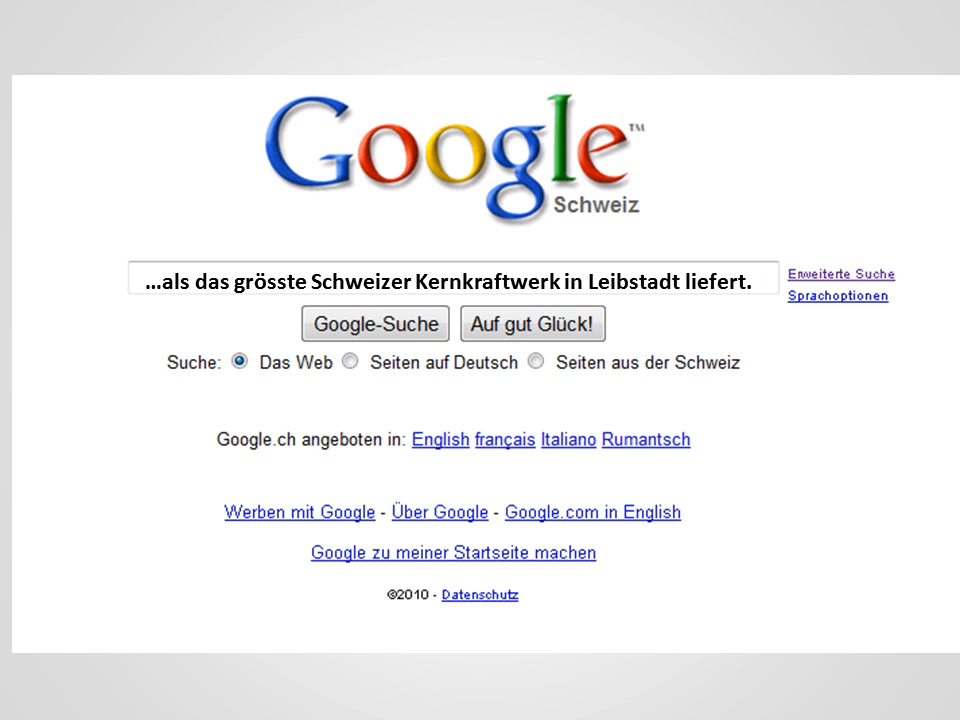 Google™
Schweiz
...als das grösste Schweizer Kernkraftwerk in Leibstadt liefert.
Erweiterte Suche
Sprachoptionen
Google-Suche Auf gut Glück!
Suche: Das Web Seiten auf Deutsch Seiten aus der Schweiz
Google.ch angeboten in: English français Italiano Rumantsch
Werben mit Google - Über Google - Google.com in English
Google zu meiner Startseite machen
©2010 - Datenschutz